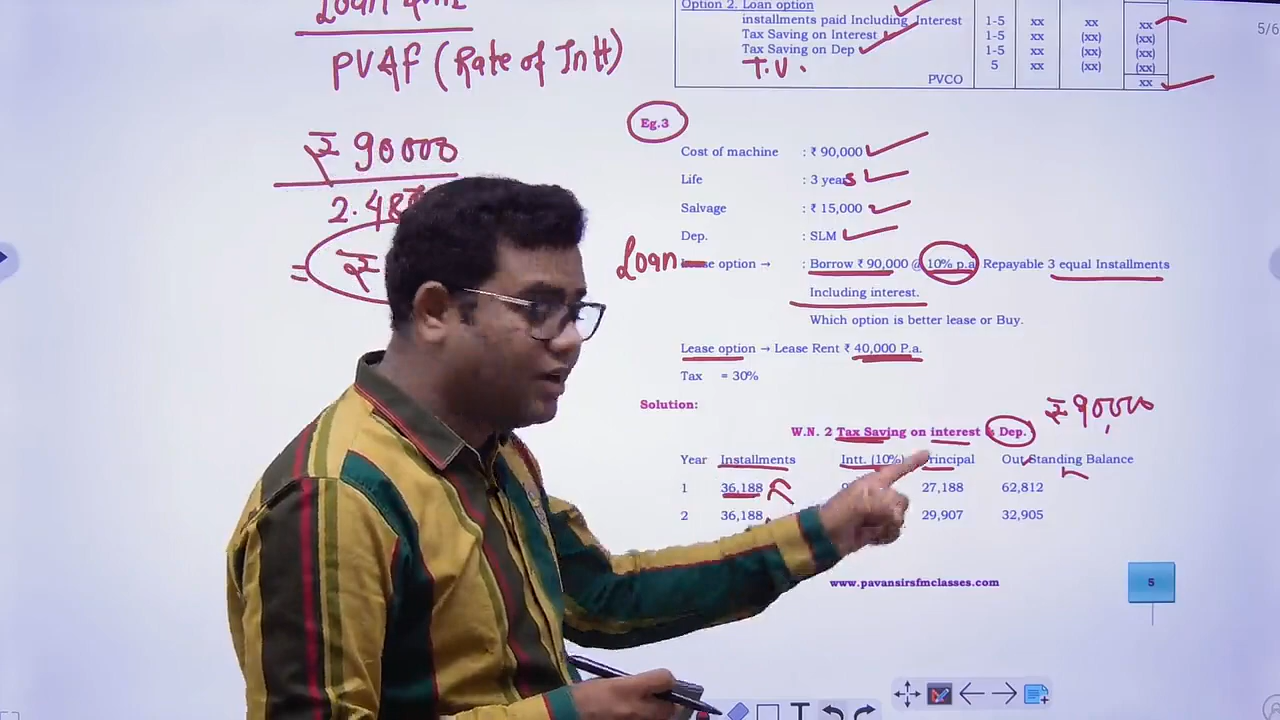 Loan
PVAF (Rate of Intt)
₹ 90000
2.48
= ₹
Option 2. Loan option
installments paid Including Interest 1-5 xx xx xx
Tax Saving on Interest 1-5 xx (xx) (xx)
Tax Saving on Dep 1-5 xx (xx) (xx)
T.V. 5 xx (xx) (xx)
PVCO xx
5/6
Eg.3
Cost of machine : ₹ 90,000
Life : 3 years
Salvage : ₹ 15,000
Dep. : SLM
Loan option → : Borrow ₹ 90,000 @ 10% p.a Repayable 3 equal Installments
Including interest.
Which option is better lease or Buy.
Lease option → Lease Rent ₹ 40,000 P.a.
Tax = 30%
Solution:
₹ 90000
W.N. 2 Tax Saving on interest Dep.
Year Installments Intt. (10%) Principal Out Standing Balance
1 36,188 27,188 62,812
2 36,188 29,907 32,905
www.pavansirsfmclasses.com
5
T